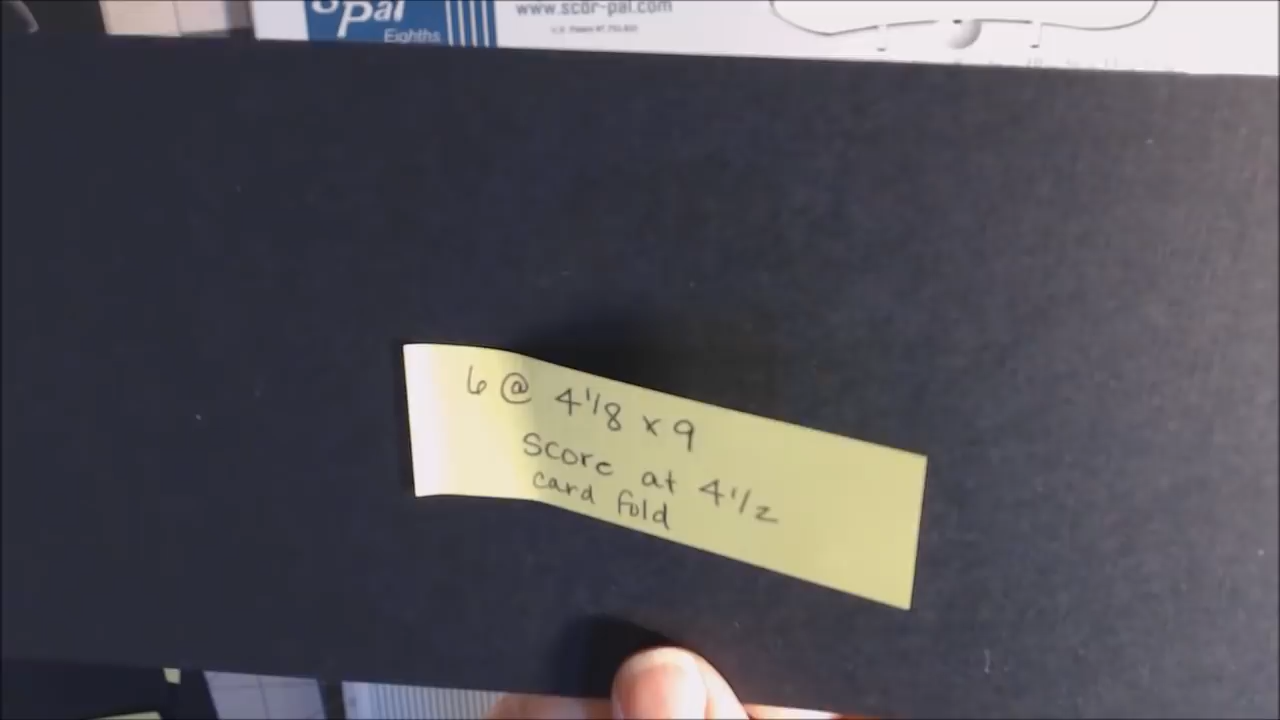 Pal
Eighths
www.scor-pal.com
6 @ 4 1/8 x 9
Score at 4 1/2
card fold